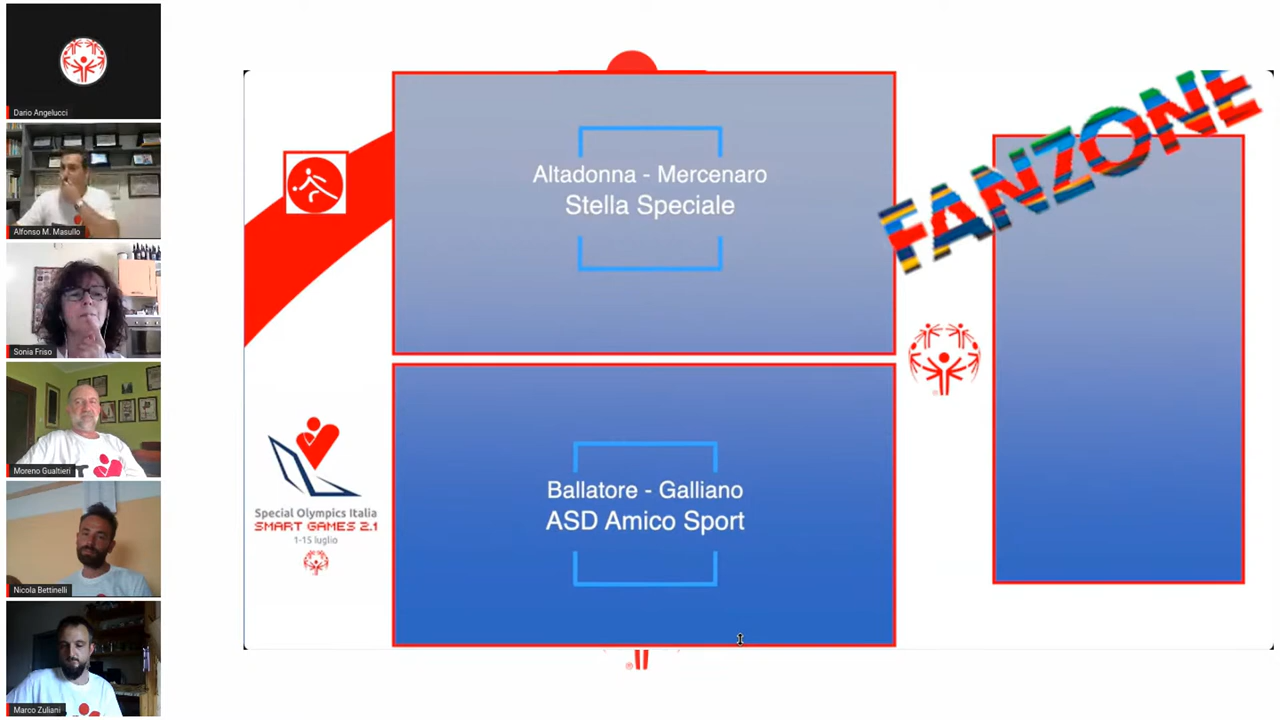 Dario Angelucci
Alfonso M. Masullo
Sonia Friso
Moreno Gualtieri
Nicola Bettinelli
Marco Zuliani
Altadonna - Mercenaro
Stella Speciale
Ballatore - Galliano
ASD Amico Sport
FANZONE
Special Olympics Italia
SMART GAMES 2.1
1-15 luglio